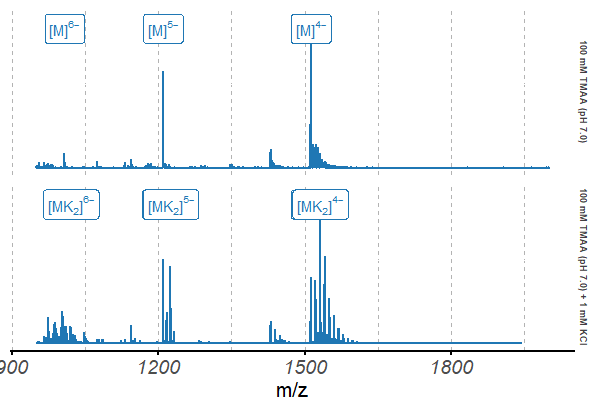 [M]⁶⁻ [M]⁵⁻ [M]⁴⁻
100 mM TMAA (pH 7.0)
[MK₂]⁶⁻ [MK₂]⁵⁻ [MK₂]⁴⁻
100 mM TMAA (pH 7.0) + 1 mM KCl
900 1200 1500 1800
m/z